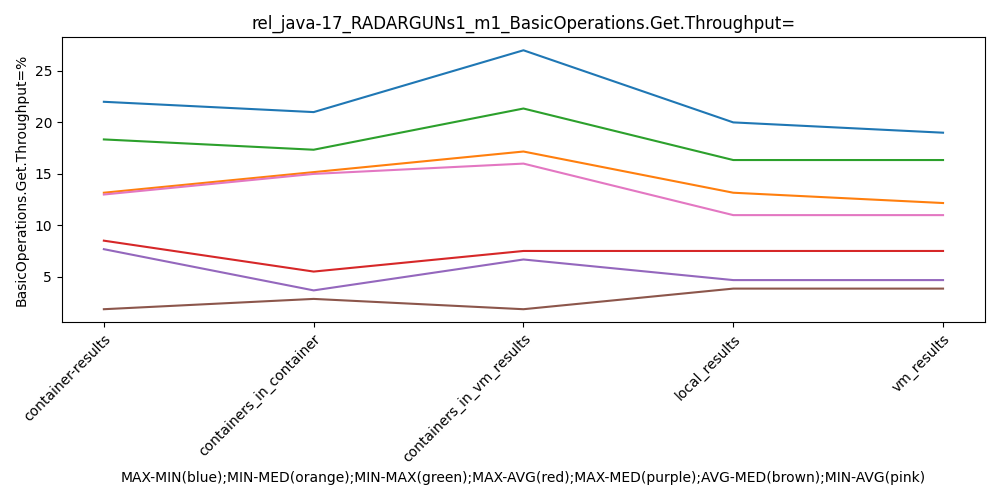 rel_java-17_RADARGUNs1_m1_BasicOperations.Get.Throughput=
BasicOperations.Get.Throughput=%
25
20
15
10
5
container-results
containers_in_container
containers_in_vm_results
local_results
vm_results
MAX-MIN(blue);MIN-MED(orange);MIN-MAX(green);MAX-AVG(red);MAX-MED(purple);AVG-MED(brown);MIN-AVG(pink)